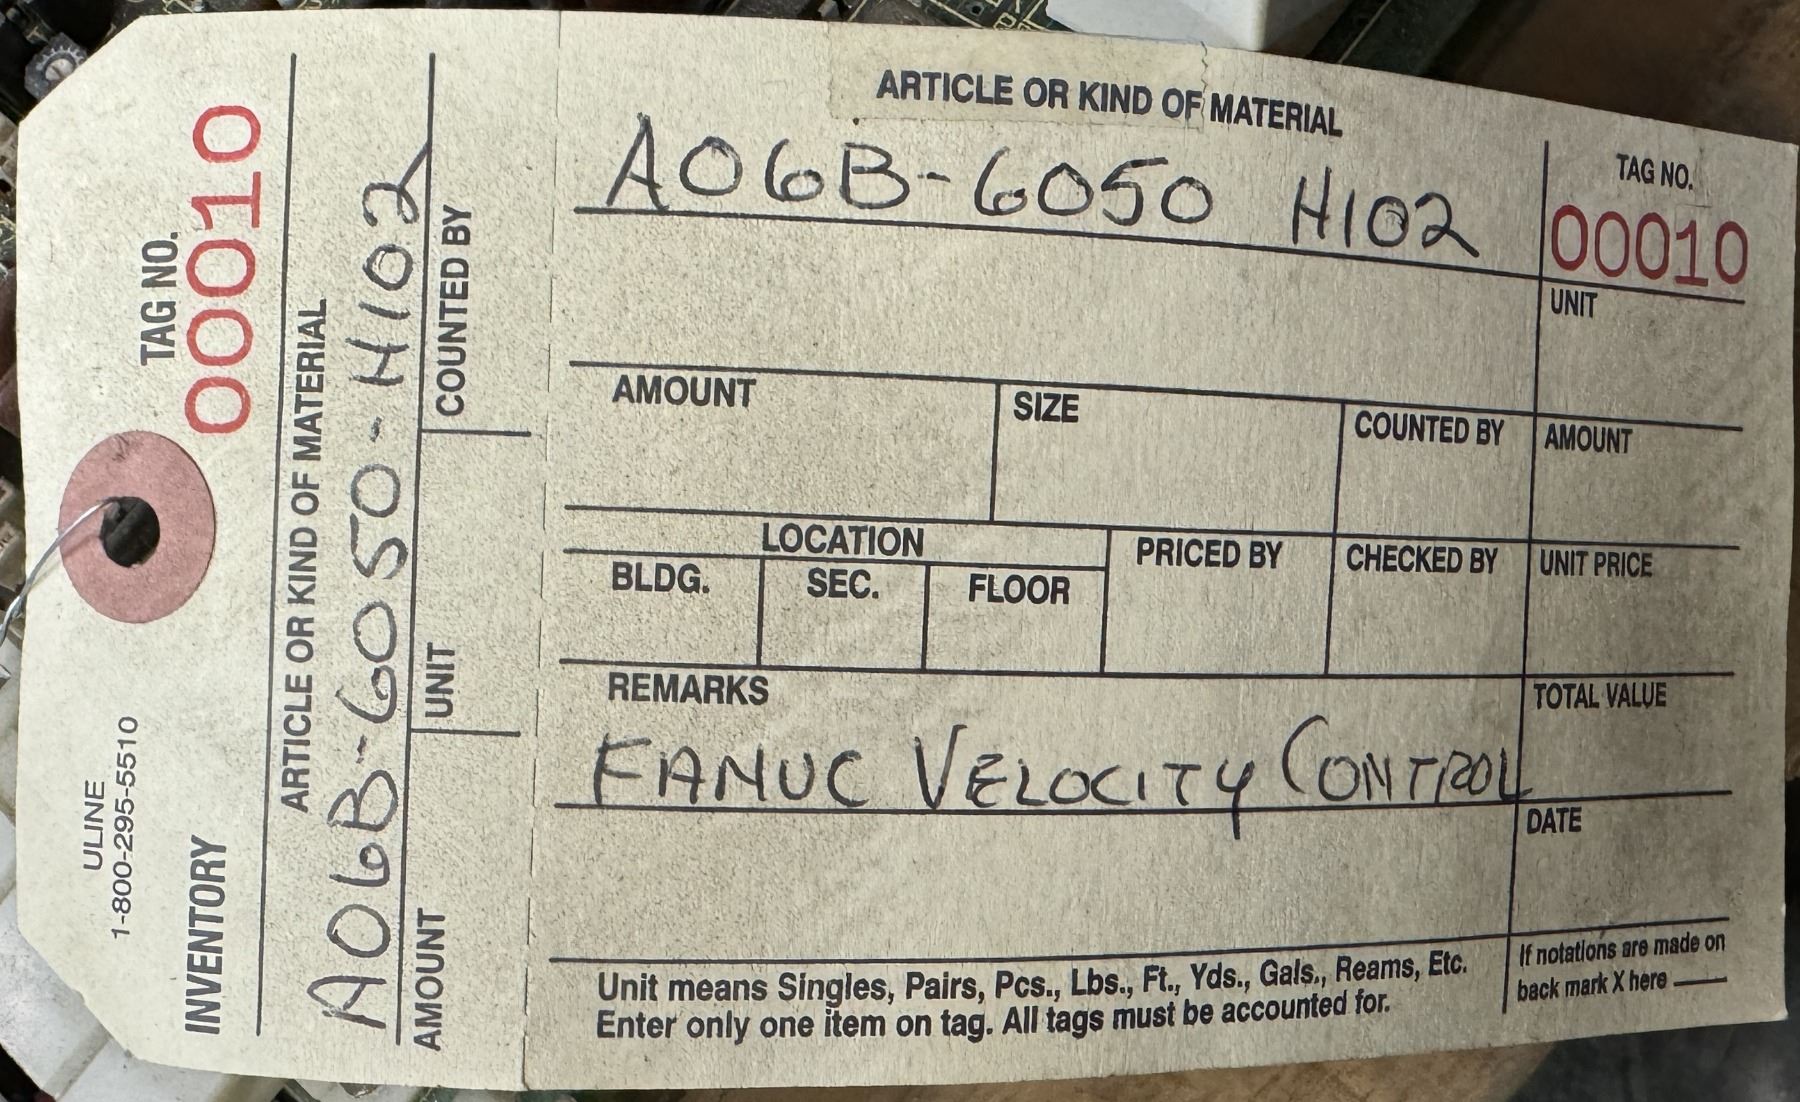 ULINE
1-800-295-5510
INVENTORY
TAG NO.
00010
ARTICLE OR KIND OF MATERIAL
A06B-6050-H102
AMOUNT
UNIT
COUNTED BY
ARTICLE OR KIND OF MATERIAL
A06B-6050 H102
TAG NO.
00010
UNIT
AMOUNT
SIZE
COUNTED BY
AMOUNT
LOCATION
BLDG.
SEC.
FLOOR
PRICED BY
CHECKED BY
UNIT PRICE
REMARKS
FANUC VELOCITY CONTROL
TOTAL VALUE
DATE
Unit means Singles, Pairs, Pcs., Lbs., Ft., Yds., Gals., Reams, Etc.
Enter only one item on tag. All tags must be accounted for.
If notations are made on
back mark X here